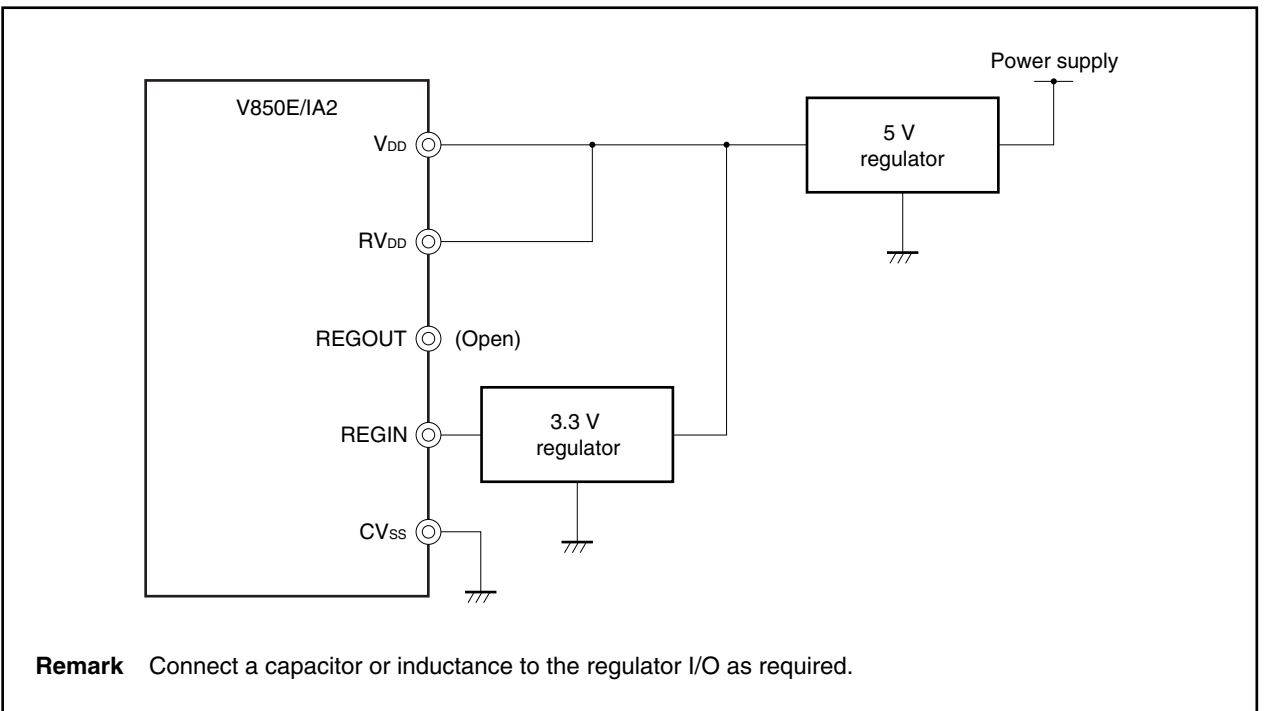 Power supply
V850E/IA2
5 V
regulator
VDD
RVDD
REGOUT (Open)
3.3 V
regulator
REGIN
CVSS
Remark Connect a capacitor or inductance to the regulator I/O as required.